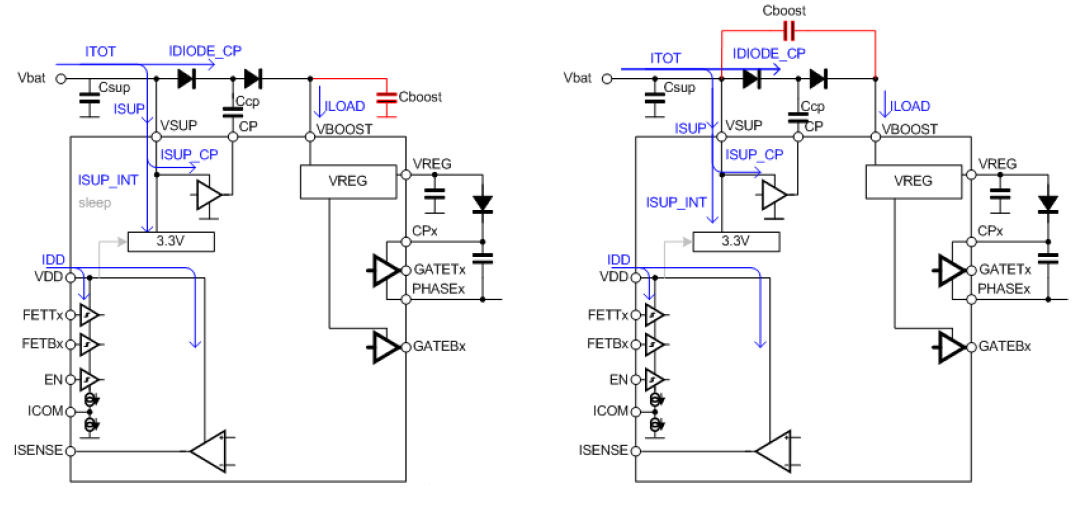 ITOT
IDIODE_CP
Vbat
Csup
Ccp
Cboost
ISUP
ILOAD
VSUP
CP
VBOOST
ISUP_CP
ISUP_INT
sleep
VREG
VREG
3.3V
CPx
IDD
VDD
GATETx
PHASEx
FETTx
FETBx
GATEBx
EN
ICOM
ISENSE
Cboost
ITOT
IDIODE_CP
Vbat
Csup
Ccp
ILOAD
ISUP
VSUP
CP
VBOOST
ISUP_CP
VREG
VREG
ISUP_INT
3.3V
CPx
IDD
VDD
GATETx
PHASEx
FETTx
FETBx
GATEBx
EN
ICOM
ISENSE